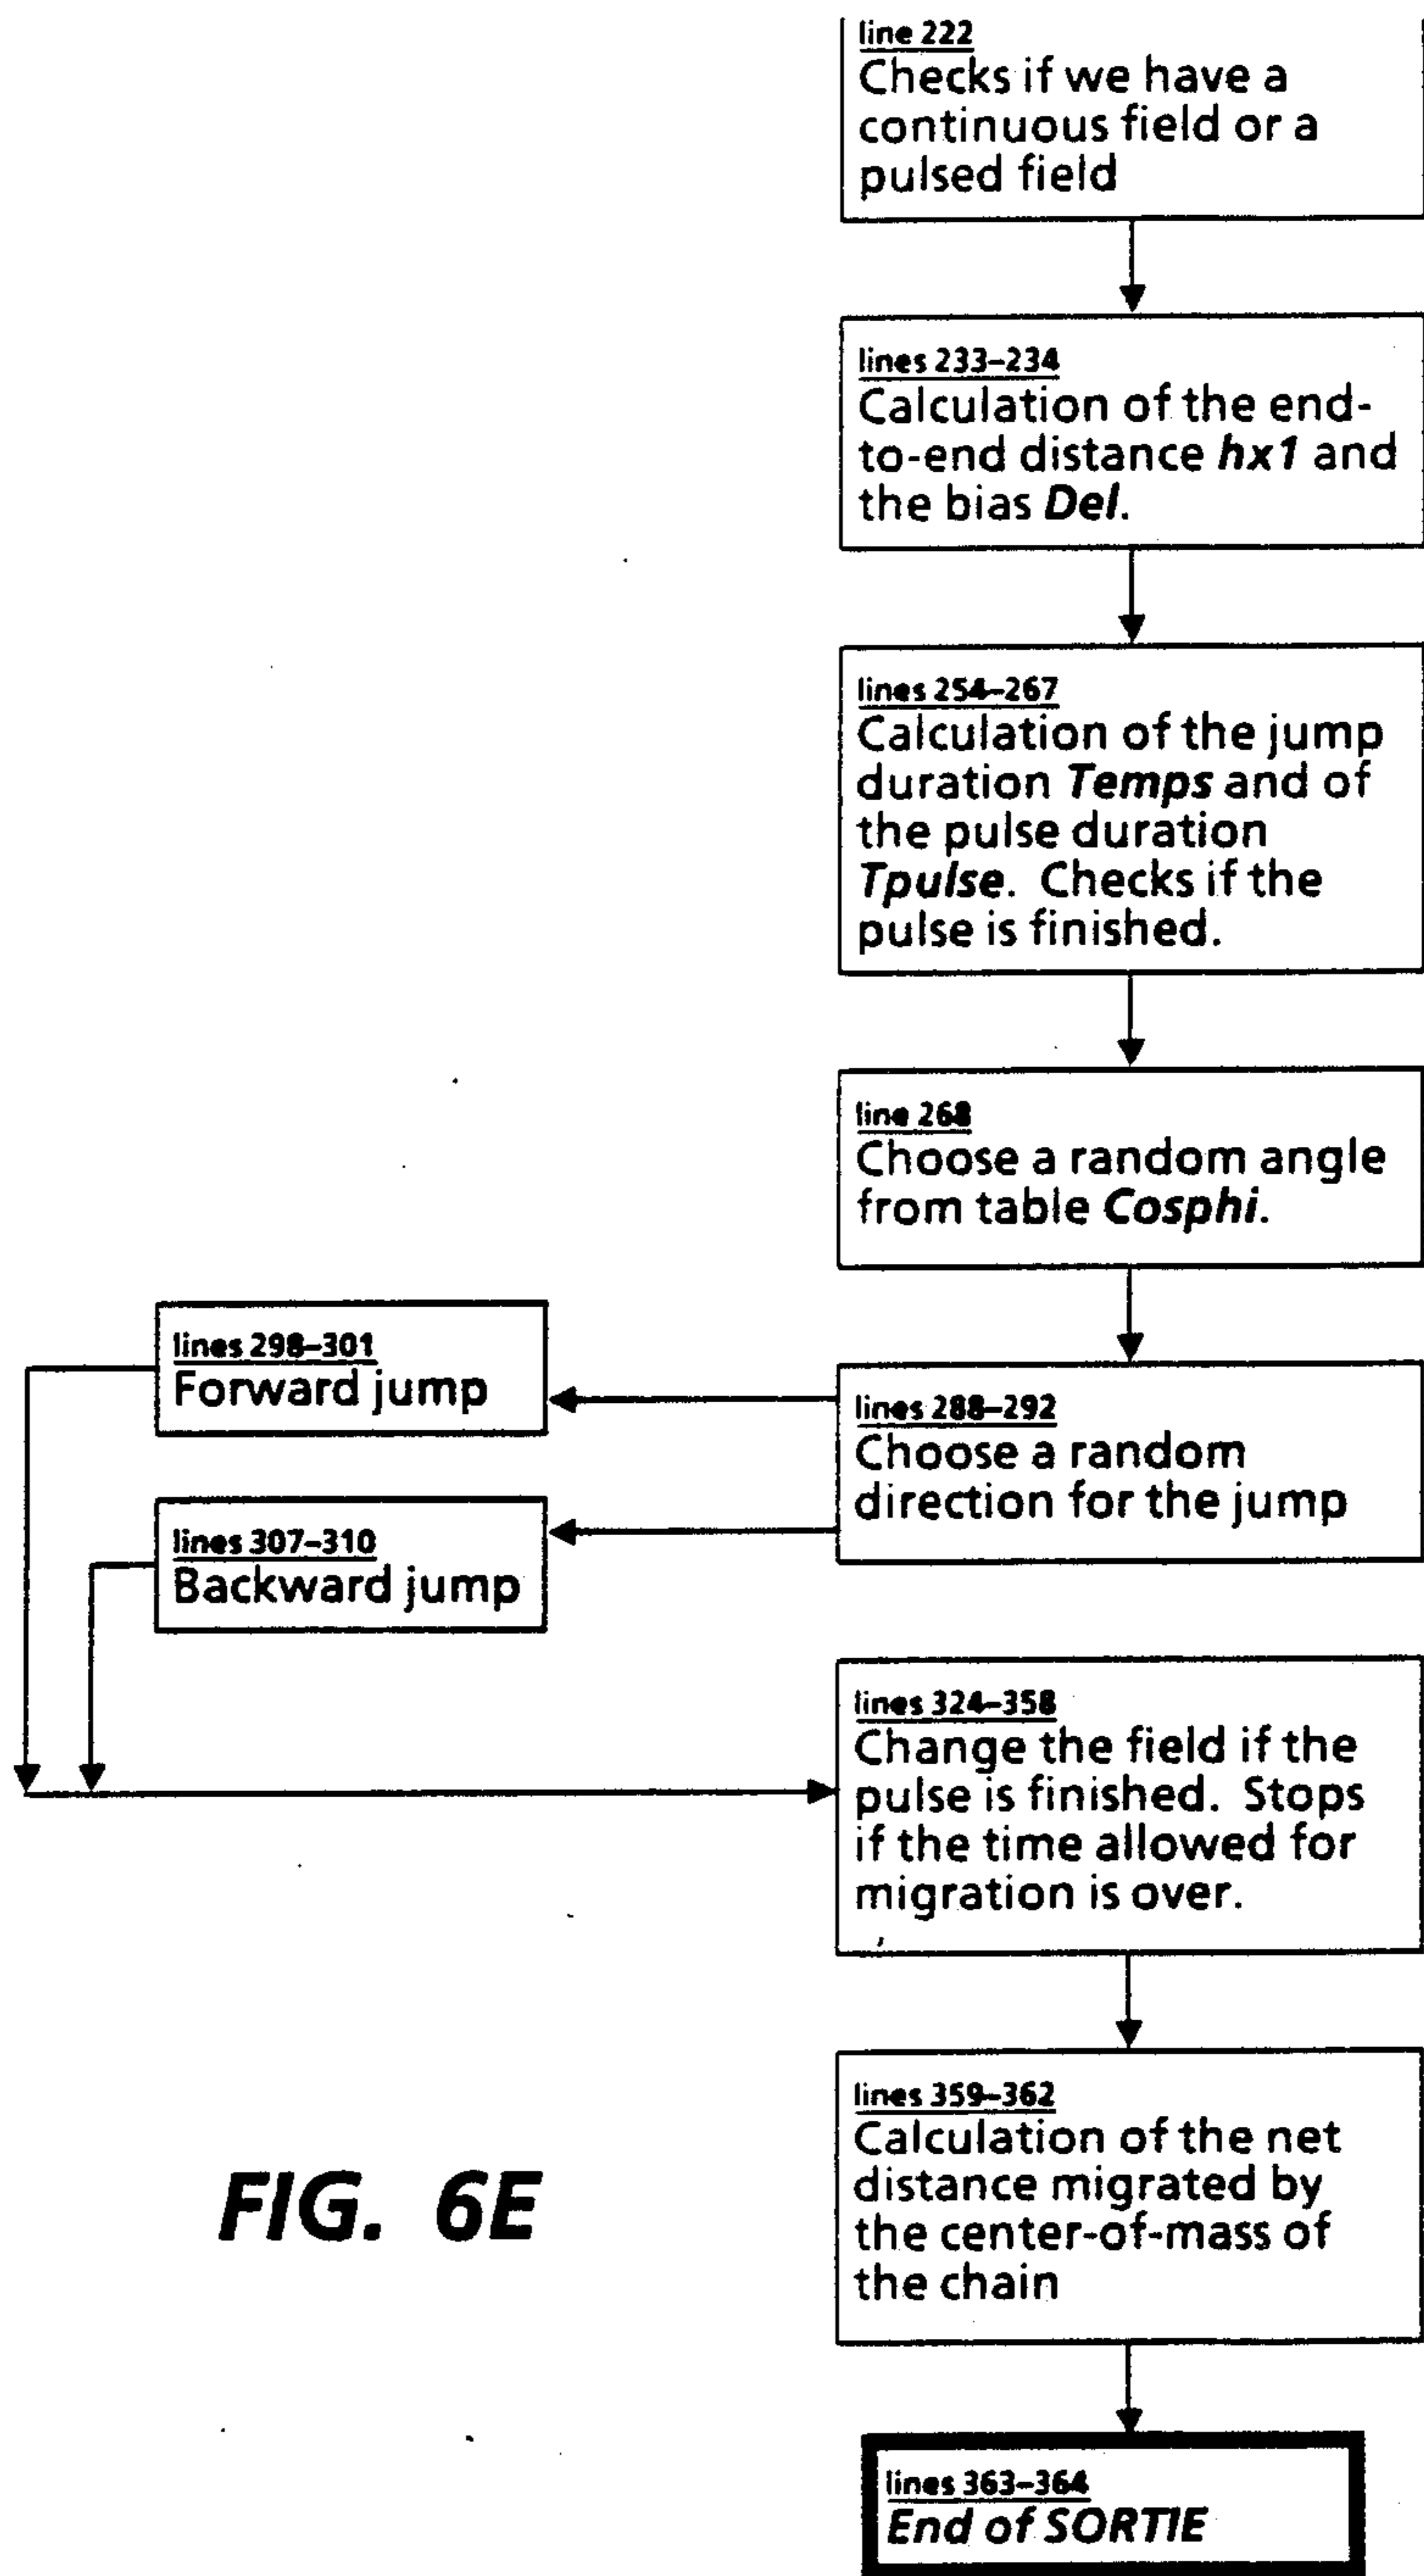 line 222
Checks if we have a
continuous field or a
pulsed field
lines 233–234
Calculation of the end-
to-end distance hx1 and
the bias Del.
lines 254–267
Calculation of the jump
duration Temps and of
the pulse duration
Tpulse. Checks if the
pulse is finished.
line 268
Choose a random angle
from table Cosphi.
lines 288–292
Choose a random
direction for the jump
lines 298–301
Forward jump
lines 307–310
Backward jump
lines 324–358
Change the field if the
pulse is finished. Stops
if the time allowed for
migration is over.
lines 359–362
Calculation of the net
distance migrated by
the center-of-mass of
the chain
lines 363–364
End of SORTIE
FIG. 6E